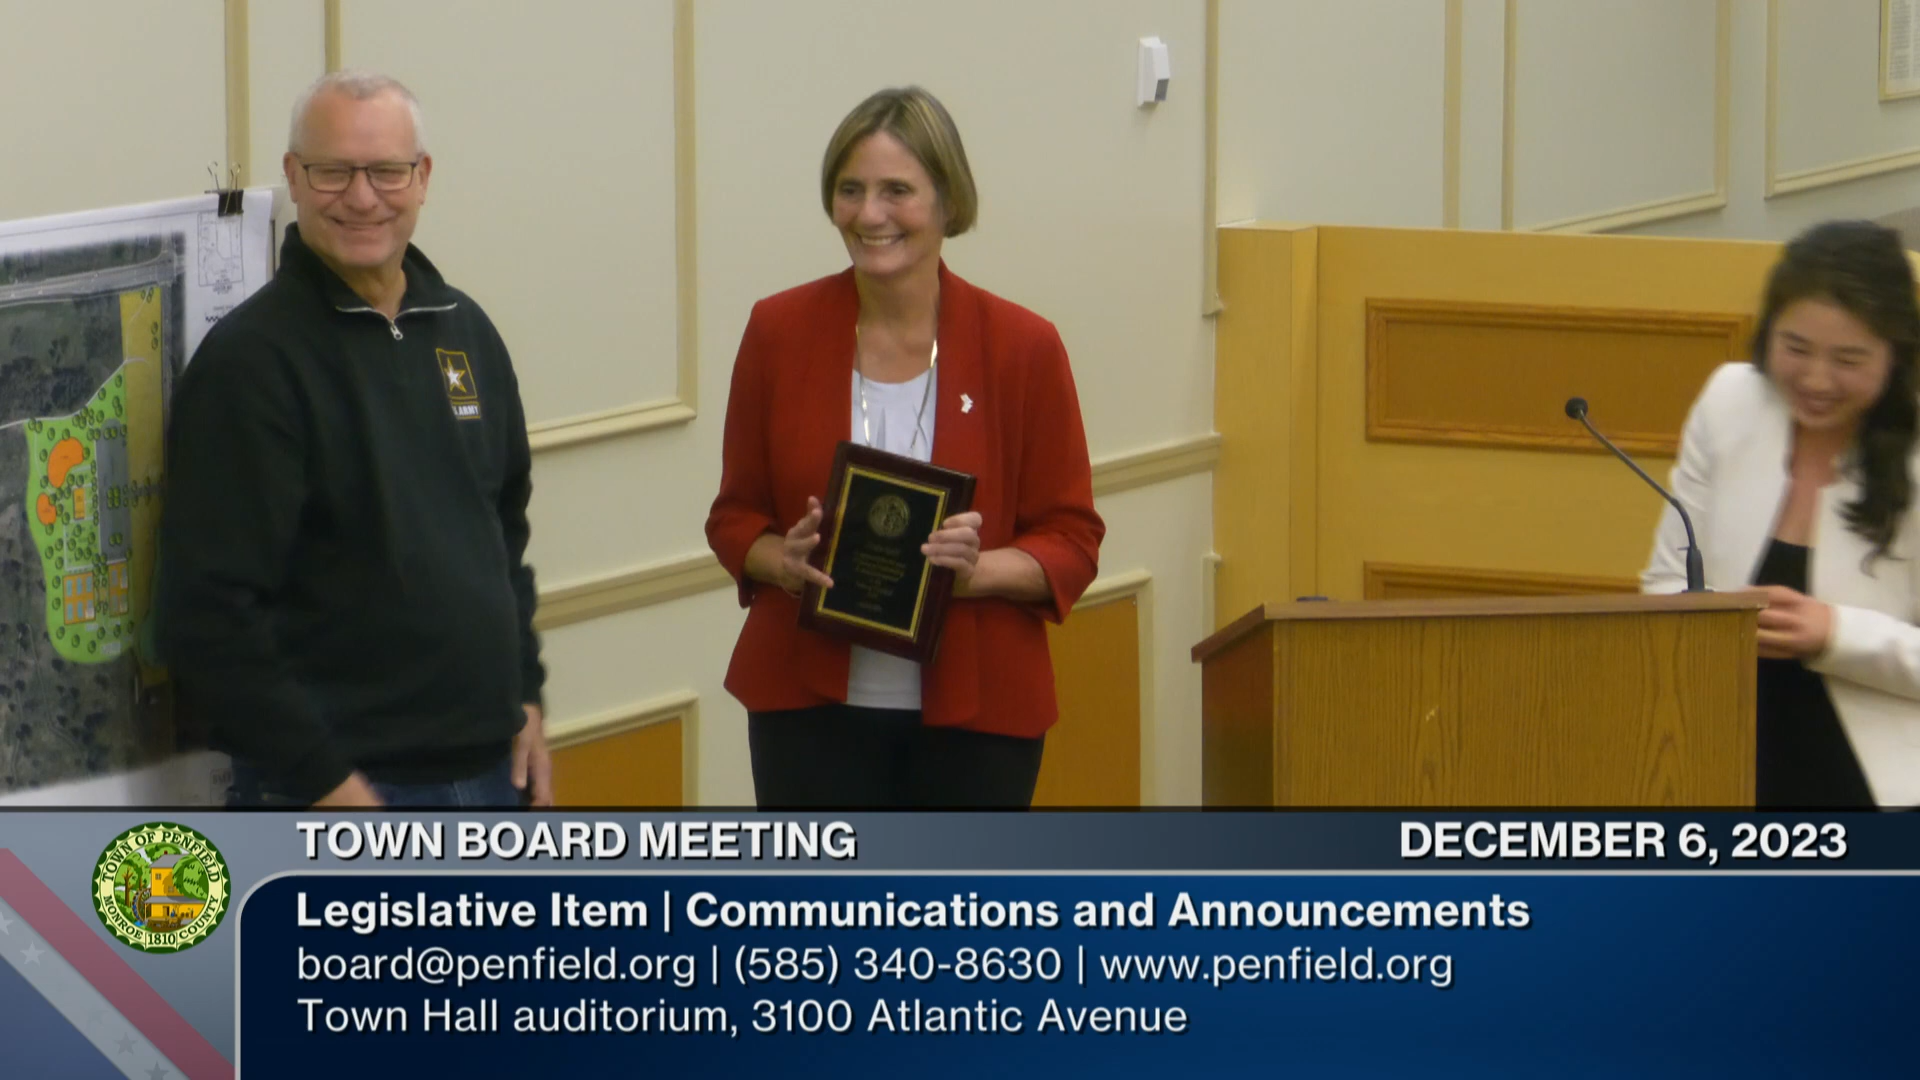 U.S. ARMY
TOWN OF PENFIELD
MONROE COUNTY
1810
TOWN BOARD MEETING
DECEMBER 6, 2023
Legislative Item | Communications and Announcements
board@penfield.org | (585) 340-8630 | www.penfield.org
Town Hall auditorium, 3100 Atlantic Avenue